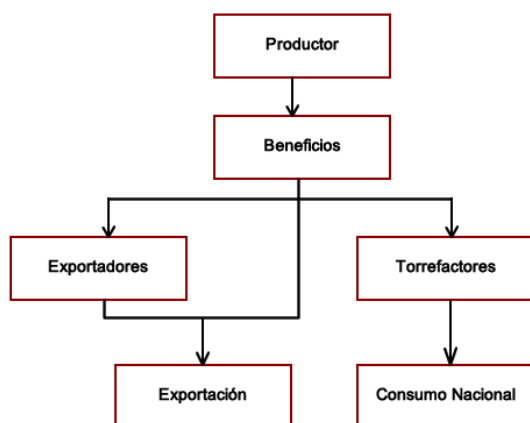 Productor
Beneficios
Exportadores
Torrefactores
Exportación
Consumo Nacional